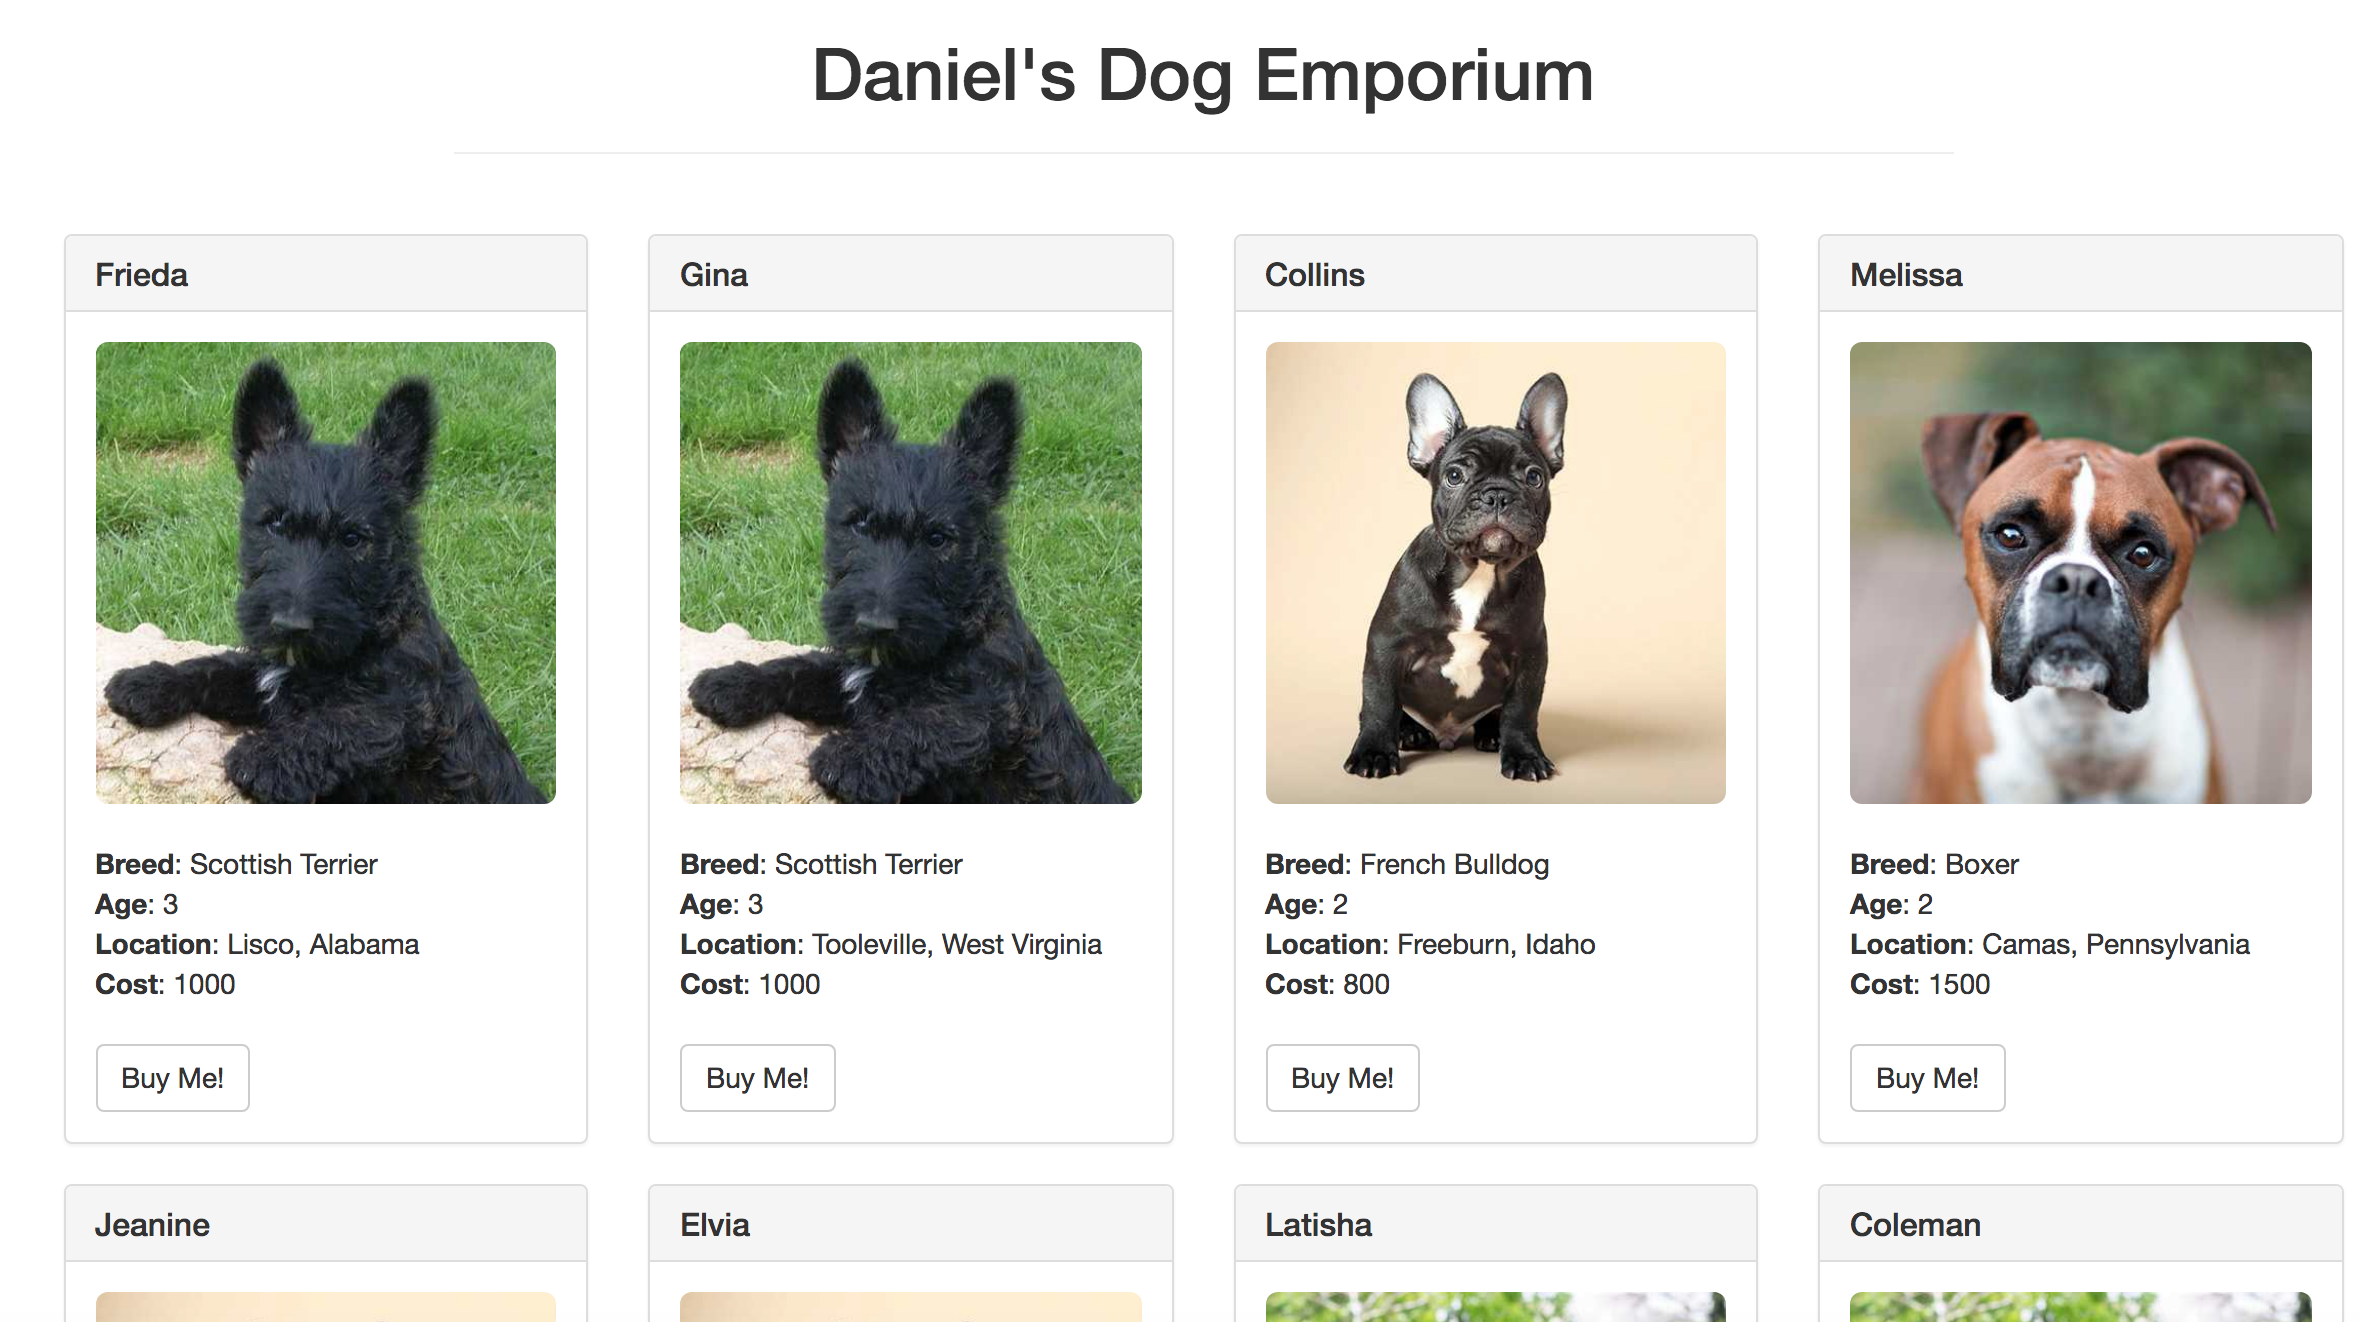 Daniel's Dog Emporium
Frieda
Breed: Scottish Terrier
Age: 3
Location: Lisco, Alabama
Cost: 1000
Buy Me!
Gina
Breed: Scottish Terrier
Age: 3
Location: Tooleville, West Virginia
Cost: 1000
Buy Me!
Collins
Breed: French Bulldog
Age: 2
Location: Freeburn, Idaho
Cost: 800
Buy Me!
Melissa
Breed: Boxer
Age: 2
Location: Camas, Pennsylvania
Cost: 1500
Buy Me!
Jeanine
Elvia
Latisha
Coleman